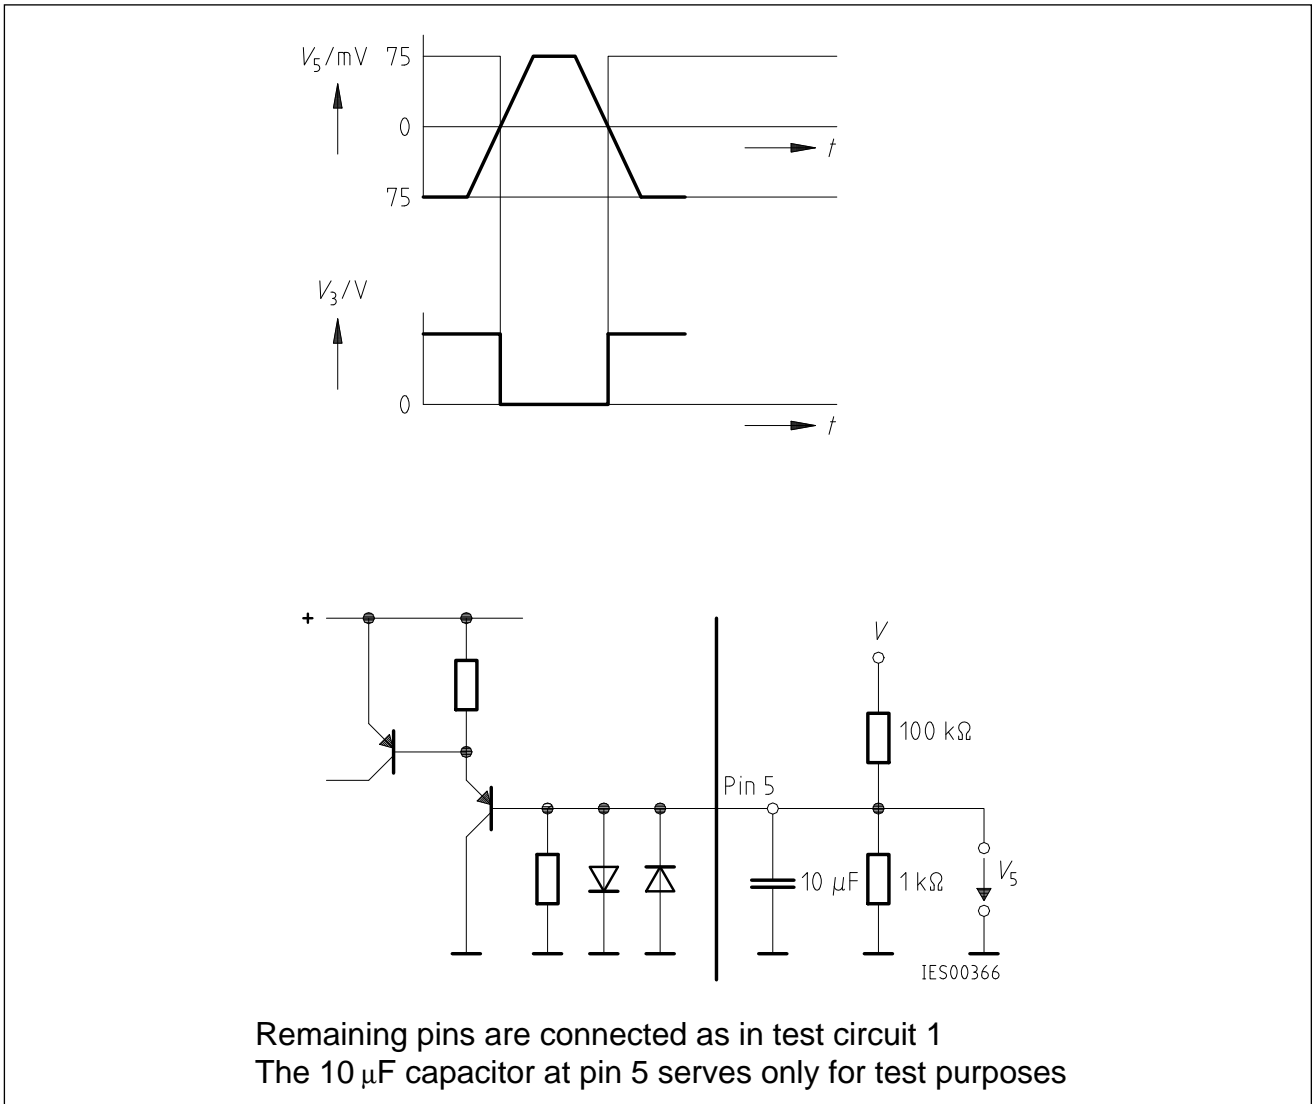 V5/mV
75
0
t
75
V3/V
0
t
+
V
100 kΩ
Pin 5
10 µF
1 kΩ
V5
IES00366
Remaining pins are connected as in test circuit 1
The 10 µF capacitor at pin 5 serves only for test purposes